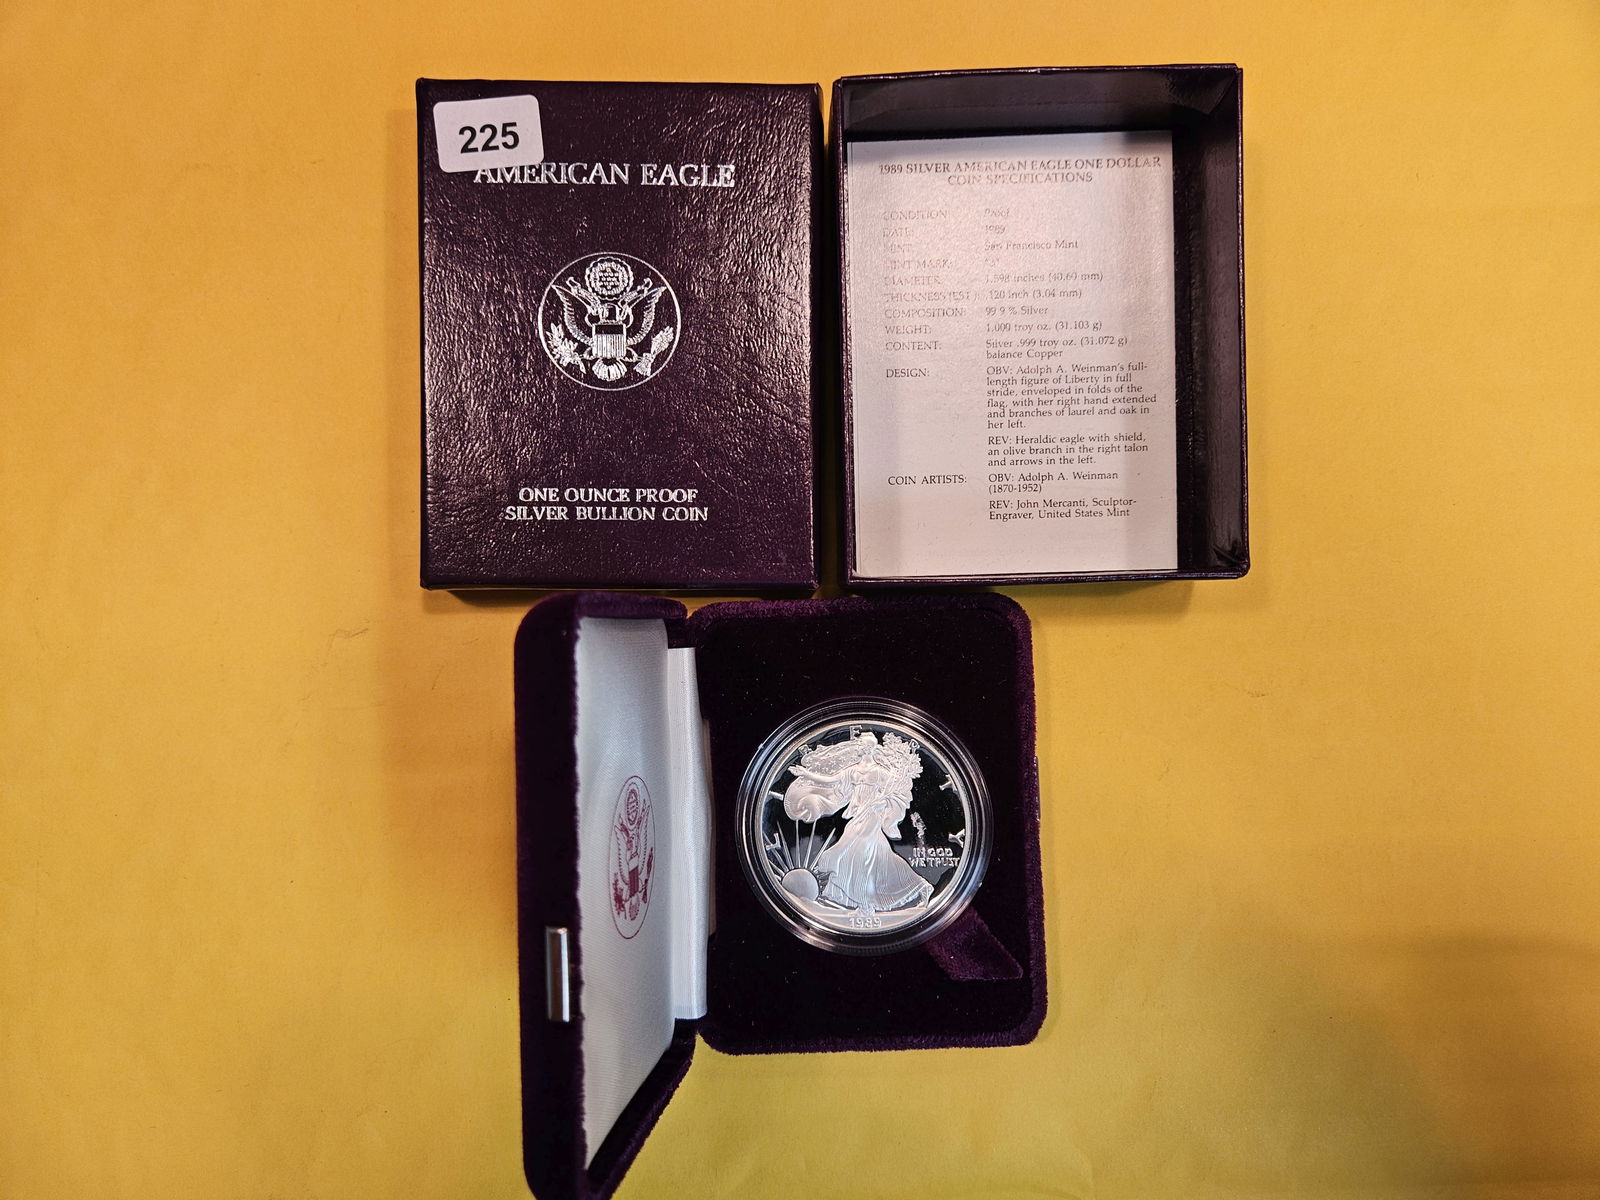 225
AMERICAN EAGLE
ONE OUNCE PROOF
SILVER BULLION COIN
1989 SILVER AMERICAN EAGLE ONE DOLLAR
COIN SPECIFICATIONS
CONDITION: Proof
DATE: 1989
MINT: San Francisco Mint
MINT MARK: "S"
DIAMETER: 1.598 inches (40.60 mm)
THICKNESS (EST.): .120 inch (3.04 mm)
COMPOSITION: 99.9 % Silver
WEIGHT: 1.000 troy oz. (31.103 g)
CONTENT: Silver .999 troy oz. (31.072 g)
balance Copper
DESIGN: OBV: Adolph A. Weinman's full-
length figure of Liberty in full
stride, enveloped in folds of the
flag, with her right hand extended
and branches of laurel and oak in
her left.
REV: Heraldic eagle with shield,
an olive branch in the right talon
and arrows in the left.
COIN ARTISTS: OBV: Adolph A. Weinman
(1870-1952)
REV: John Mercanti, Sculptor-
Engraver, United States Mint
LIBERTY
IN GOD
WE TRUST
1989